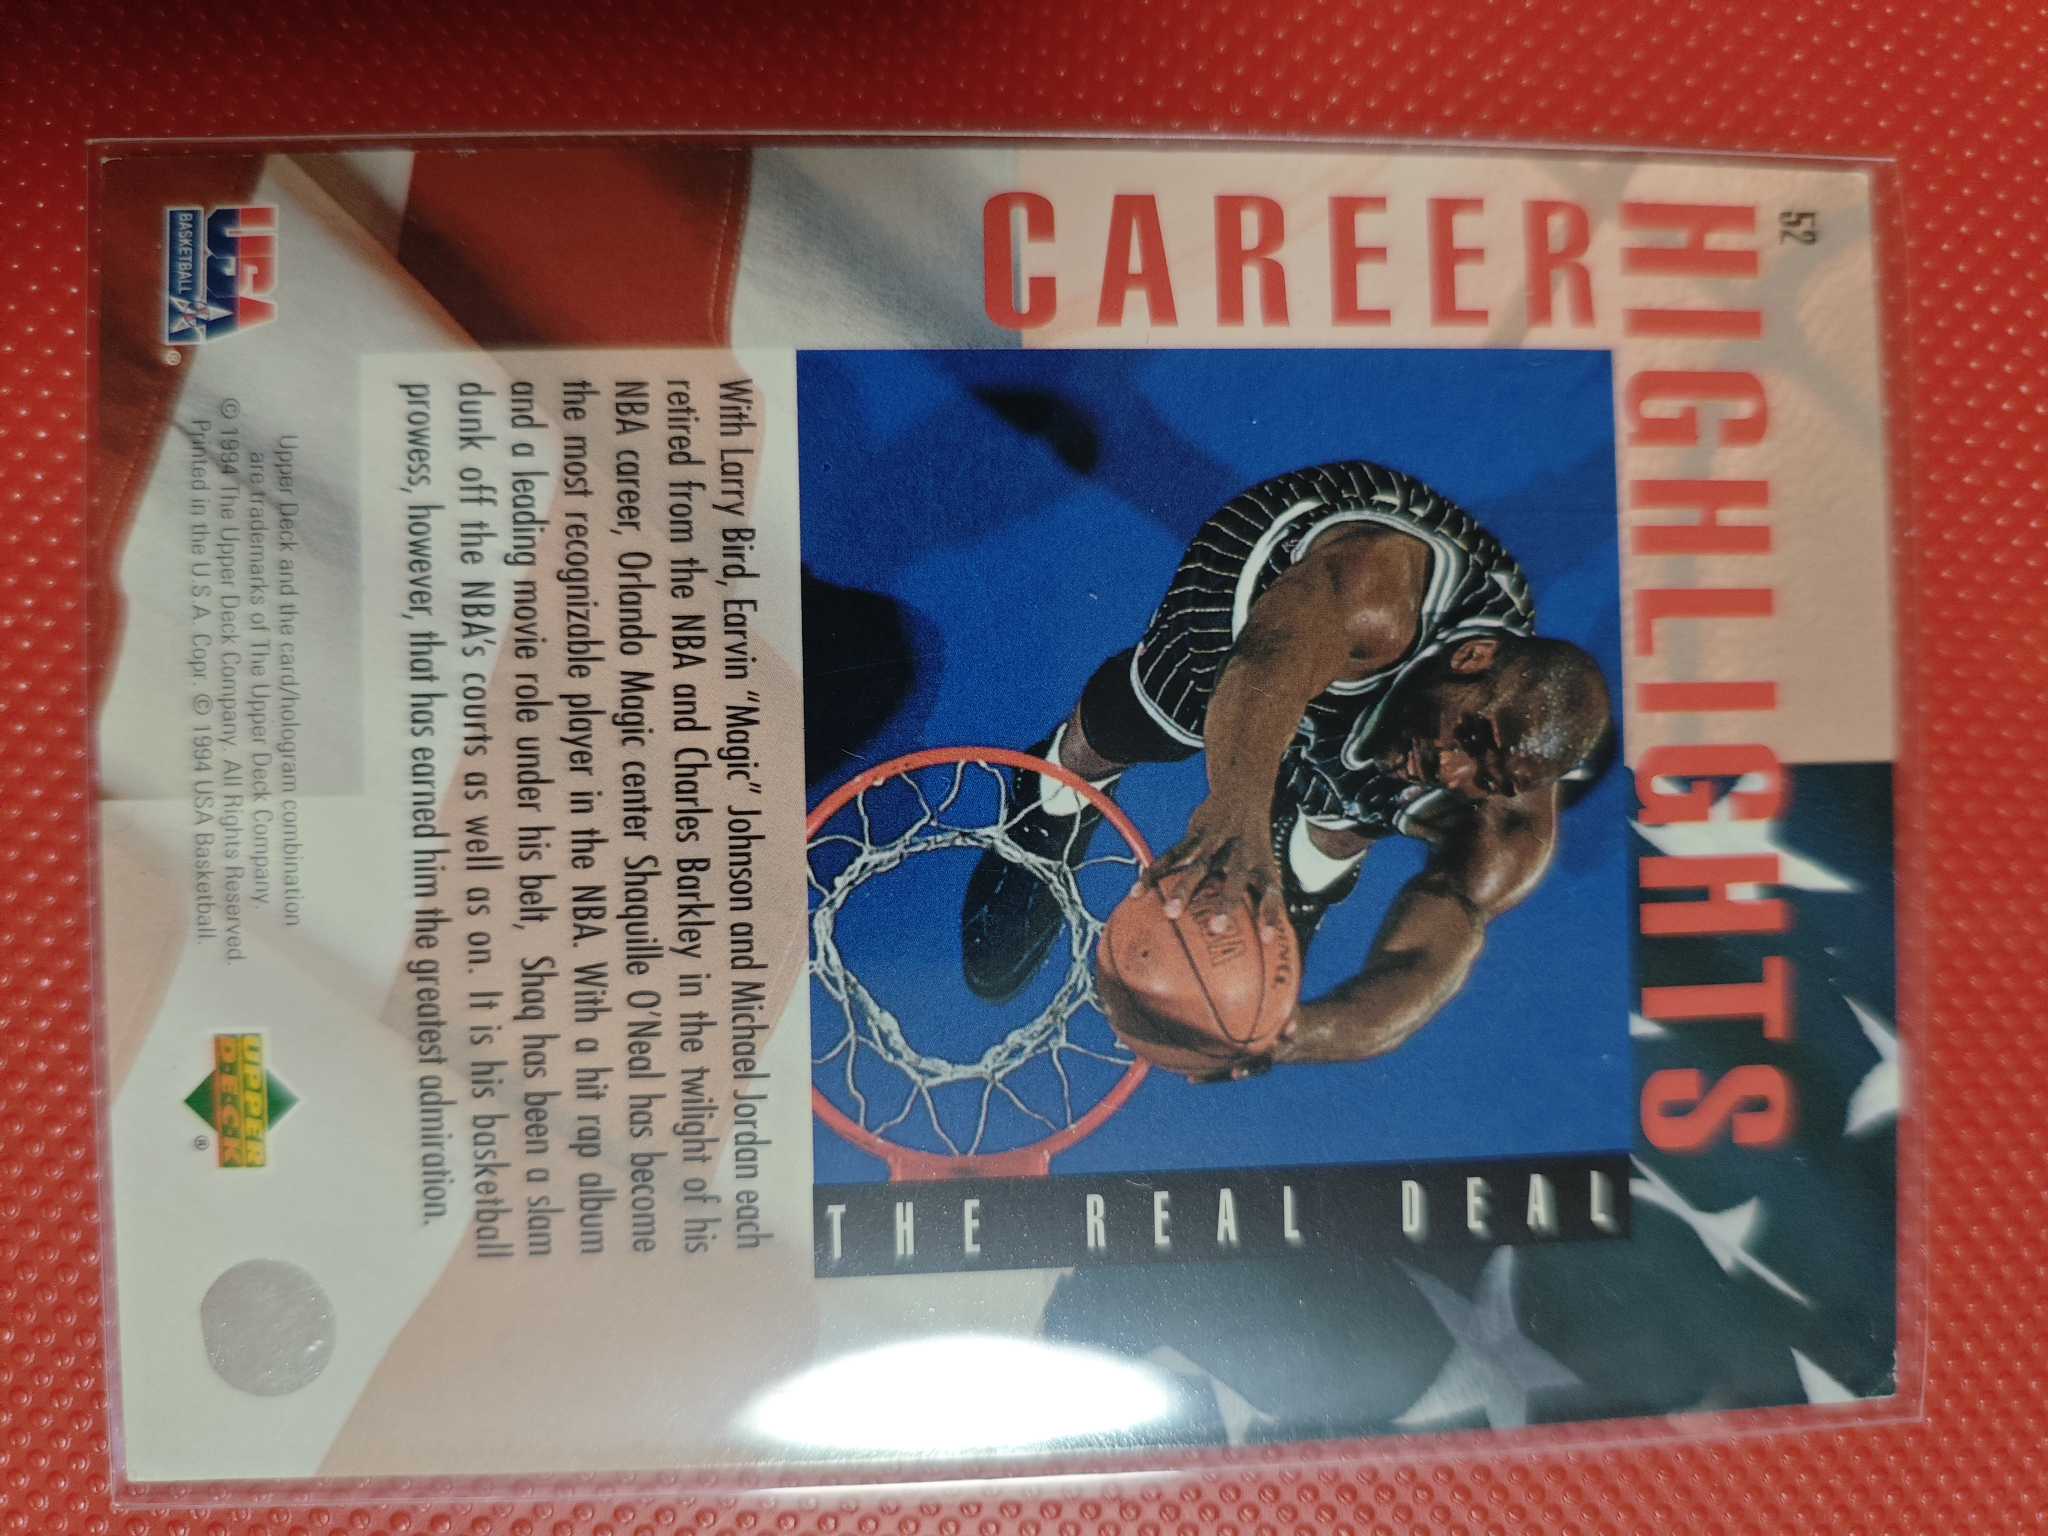 52
HIGHLIGHTS
CAREER
THE REAL DEAL
With Larry Bird, Earvin "Magic" Johnson and Michael Jordan each
retired from the NBA and Charles Barkley in the twilight of his
NBA career, Orlando Magic center Shaquille O'Neal has become
the most recognizable player in the NBA. With a hit rap album
and a leading movie role under his belt, Shaq has been a slam
dunk off the NBA's courts as well as on. It is his basketball
prowess, however, that has earned him the greatest admiration.
USA
BASKETBALL
®
Upper Deck and the card/hologram combination
are trademarks of The Upper Deck Company.
© 1994 The Upper Deck Company. All Rights Reserved.
Printed in the U.S.A. Copr. © 1994 USA Basketball.
UPPER
DECK
®